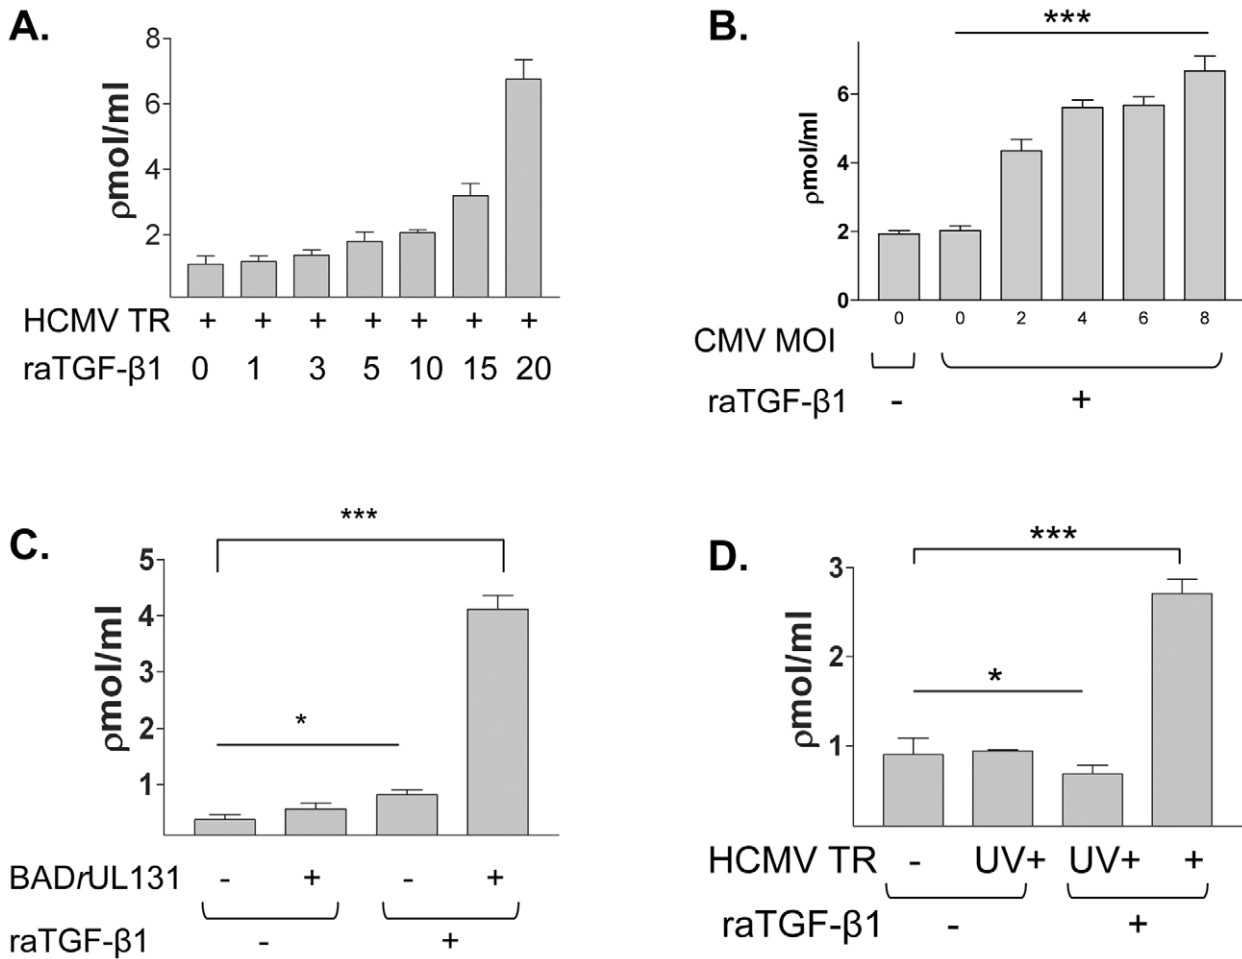 A.
8
6
4
2
ρmol/ml
HCMV TR + + + + + + +
raTGF-β1 0 1 3 5 10 15 20
B.
***
6
4
2
0
ρmol/ml
0 0 2 4 6 8
CMV MOI
raTGF-β1 - +
C.
***
5
4
3
2
1
ρmol/ml
*
BADrUL131 - + - +
raTGF-β1 - +
D.
***
3
2
1
ρmol/ml
*
HCMV TR - UV+ UV+ +
raTGF-β1 - +